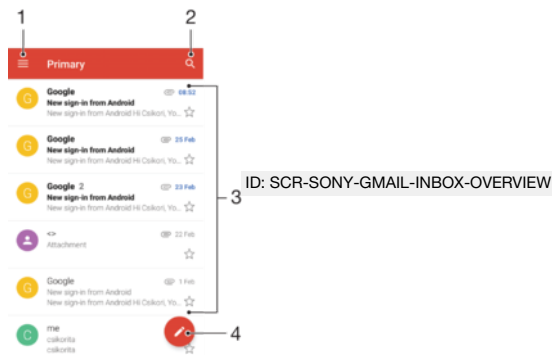 1
2
Primary
Google 08:52
New sign-in from Android
New sign-in from Android Hi Csikori, Yo...
Google 25 Feb
New sign-in from Android
New sign-in from Android Hi Csikori, Yo...
3
ID: SCR-SONY-GMAIL-INBOX-OVERVIEW
Google 2 23 Feb
New sign-in from Android
New sign-in from Android Hi Csikori, Yo...
<> 22 Feb
Attachment
Google 1 Feb
New sign-in from Android
New sign-in from Android Hi Csikori, Yo...
me
csikorita
csikorita
4
G
G
G
G
C